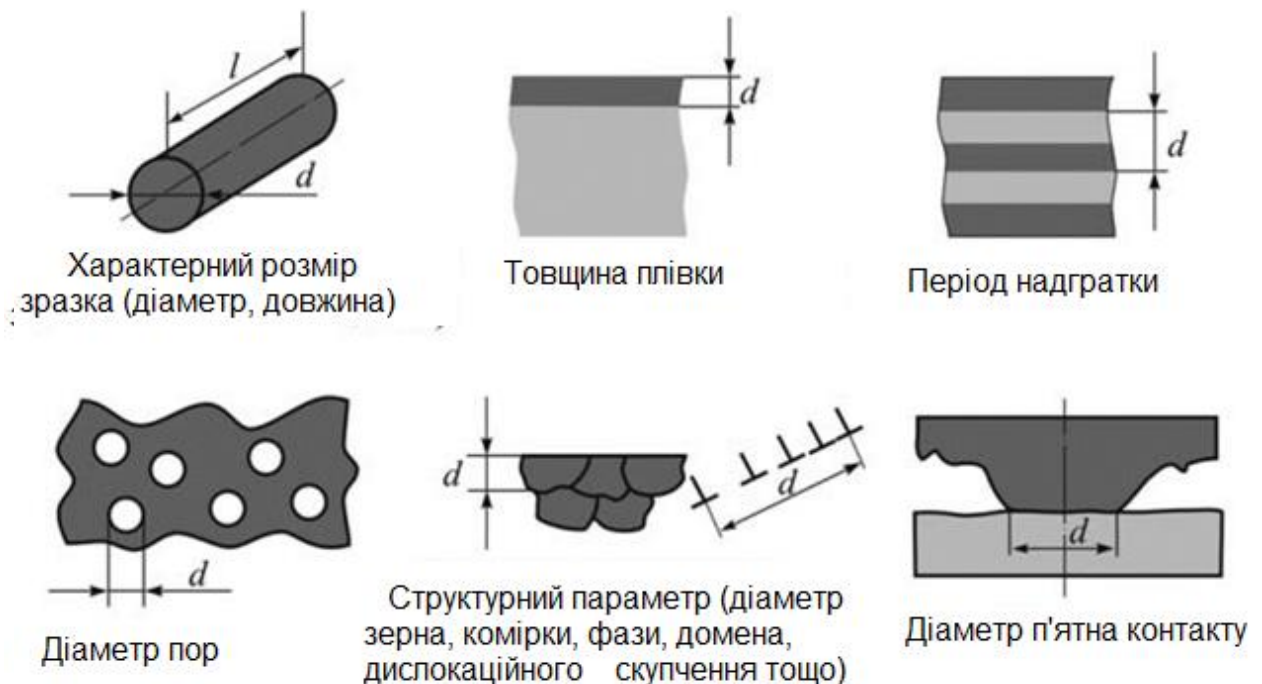 l
d
Характерний розмір
зразка (діаметр, довжина)
d
Товщина плівки
d
Період надгратки
d
Діаметр пор
d
d
Структурний параметр (діаметр
зерна, комірки, фази, домена,
дислокаційного скупчення тощо)
d
Діаметр п'ятна контакту